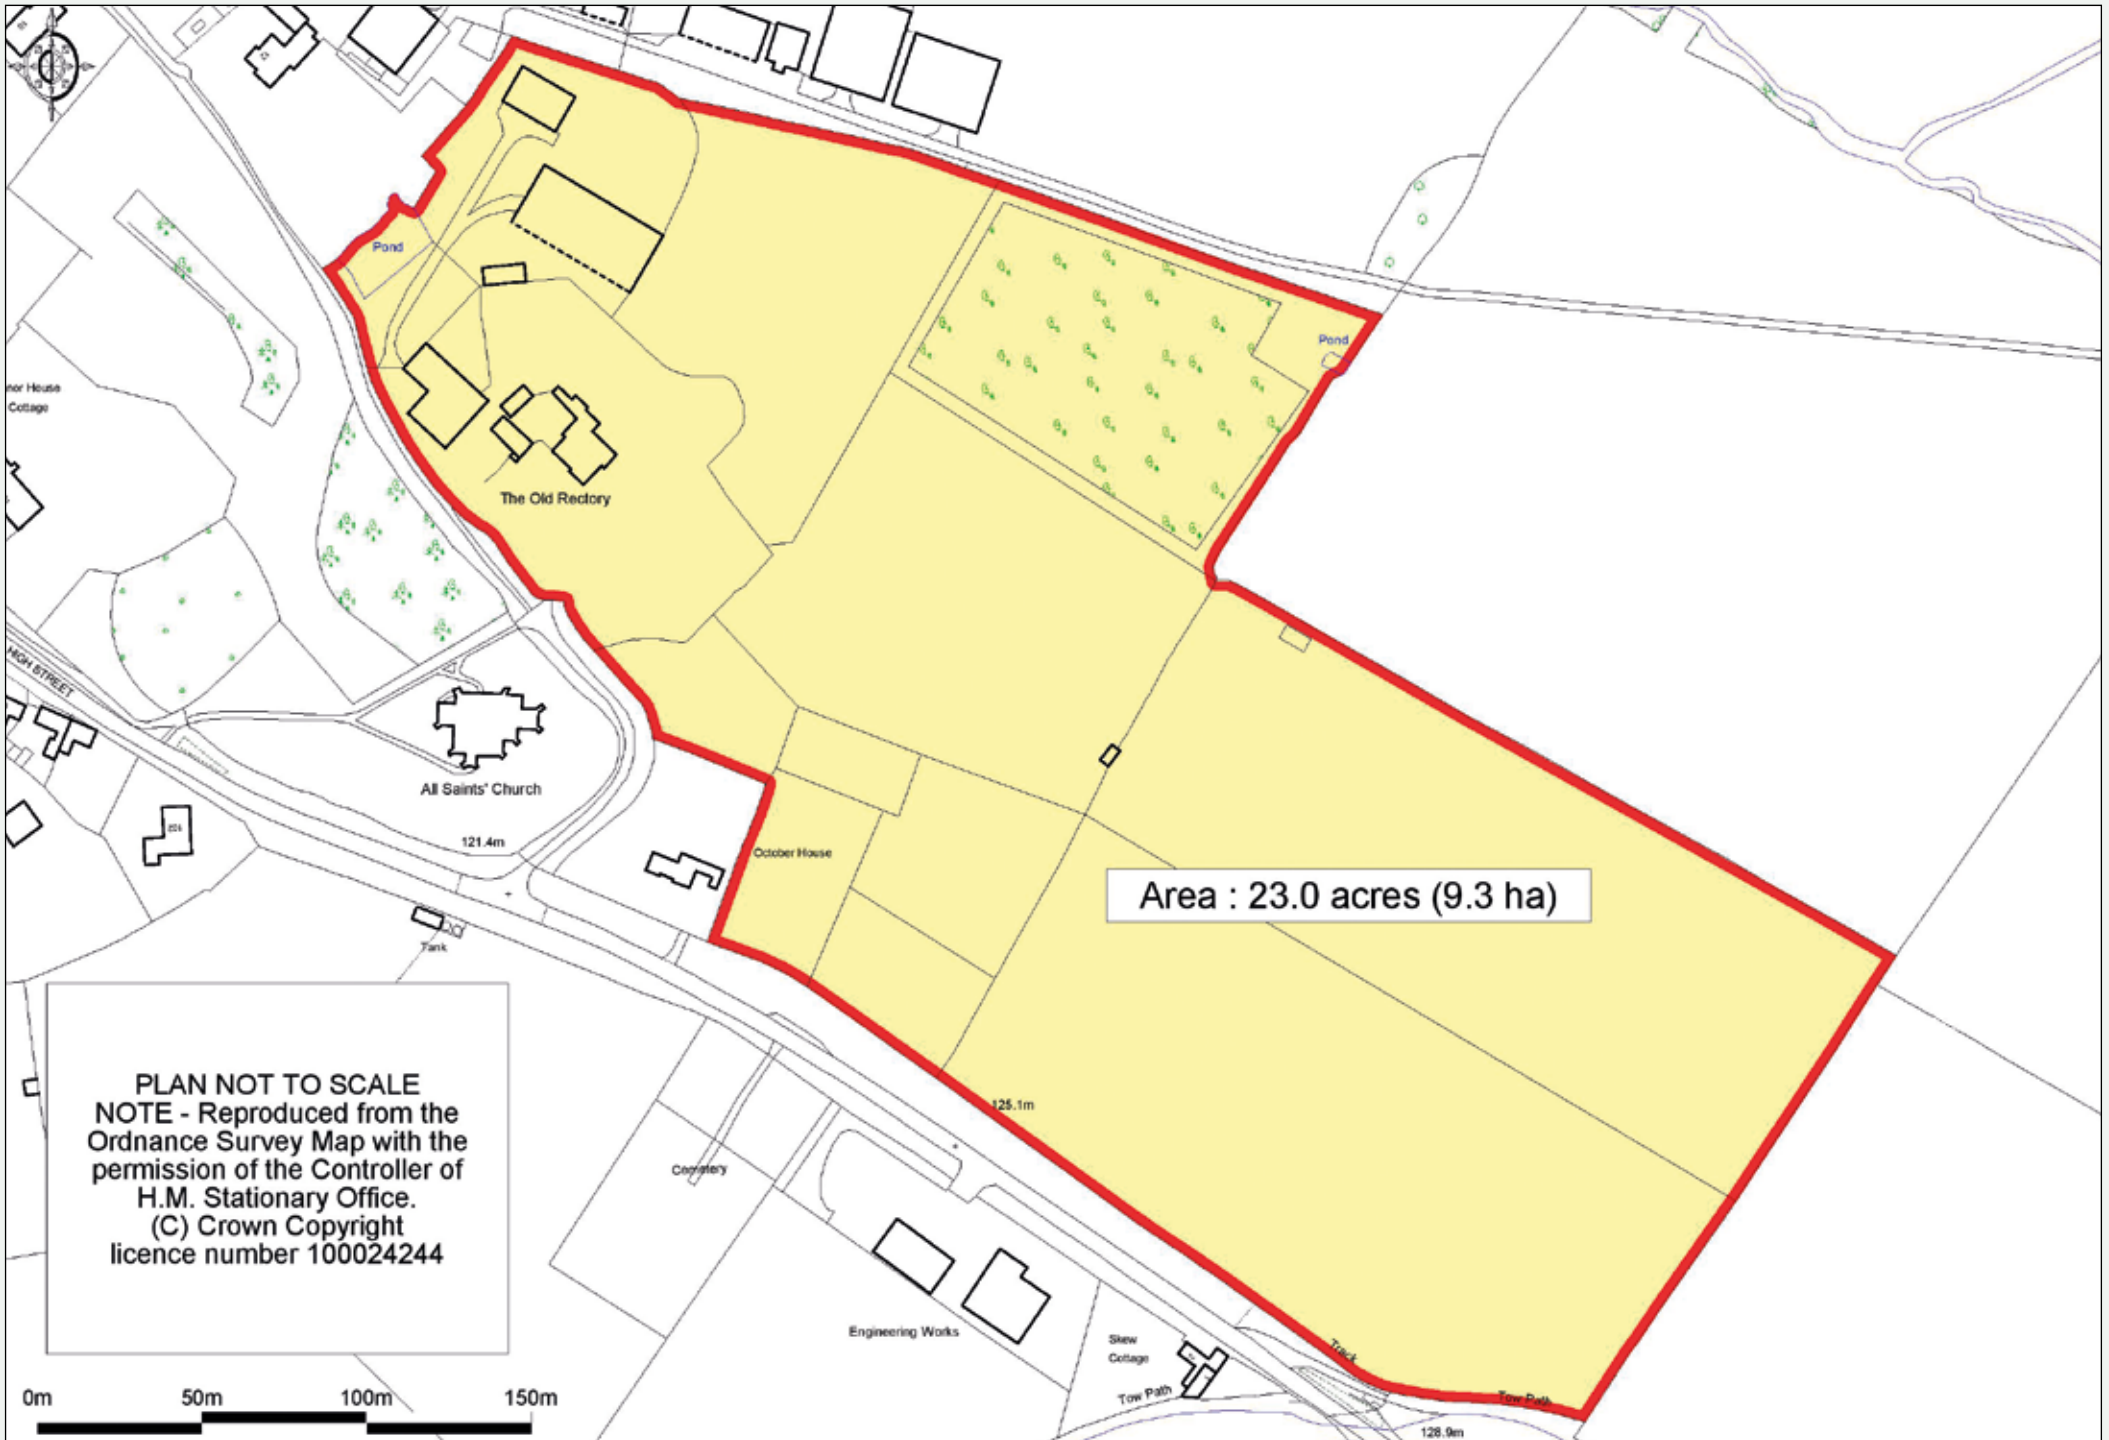 Pond
Pond
nor House
Cottage
The Old Rectory
HIGH STREET
All Saints' Church
121.4m
October House
Area : 23.0 acres (9.3 ha)
Tank
PLAN NOT TO SCALE
NOTE - Reproduced from the
Ordnance Survey Map with the
permission of the Controller of
H.M. Stationary Office.
(C) Crown Copyright
licence number 100024244
125.1m
Cemetery
Engineering Works
Skew
Cottage
Track
Tow Path
Tow Path
128.9m
0m 50m 100m 150m